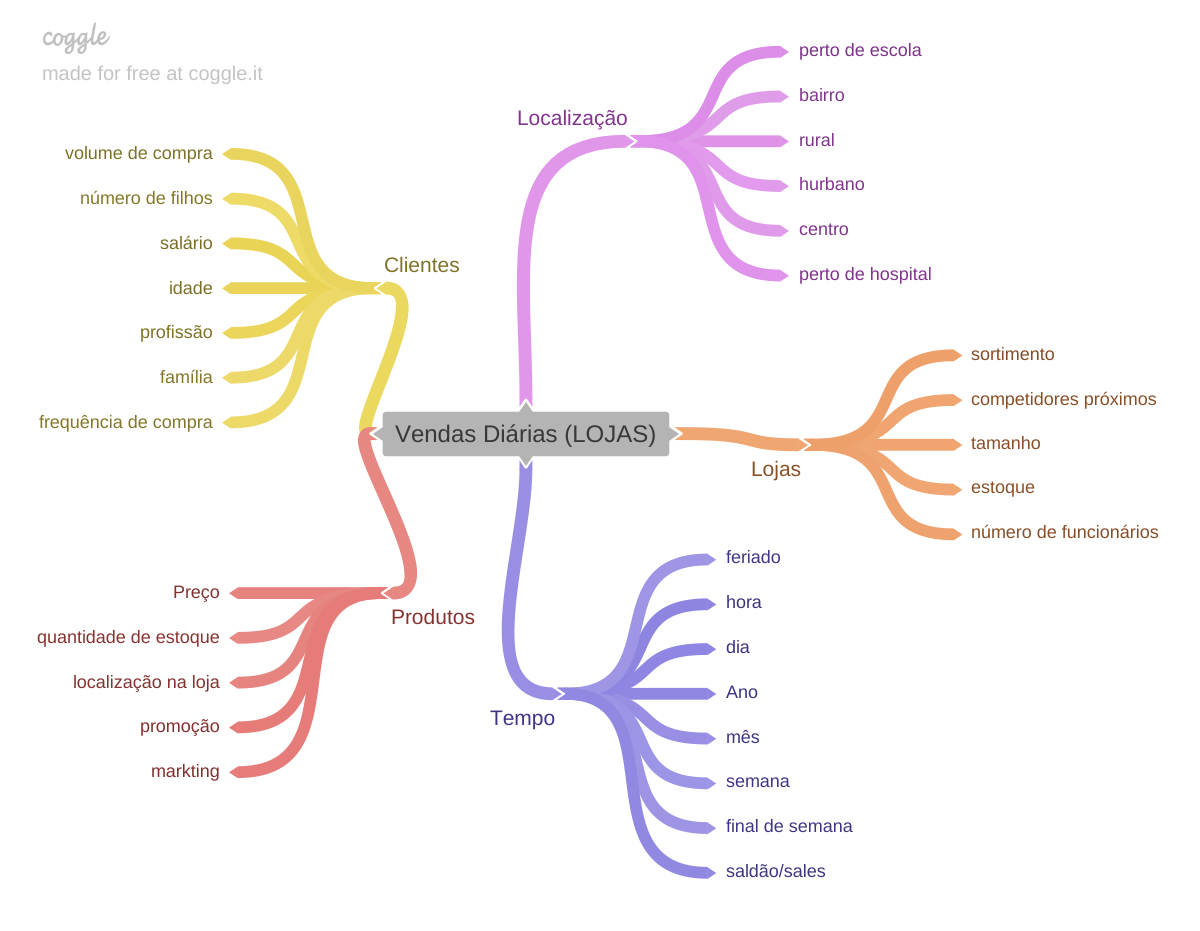 coggle
made for free at coggle.it
Clientes
volume de compra
número de filhos
salário
idade
profissão
família
frequência de compra
Localização
perto de escola
bairro
rural
hurbano
centro
perto de hospital
Vendas Diárias (LOJAS)
Lojas
sortimento
competidores próximos
tamanho
estoque
número de funcionários
Produtos
Preço
quantidade de estoque
localização na loja
promoção
markting
Tempo
feriado
hora
dia
Ano
mês
semana
final de semana
saldão/sales